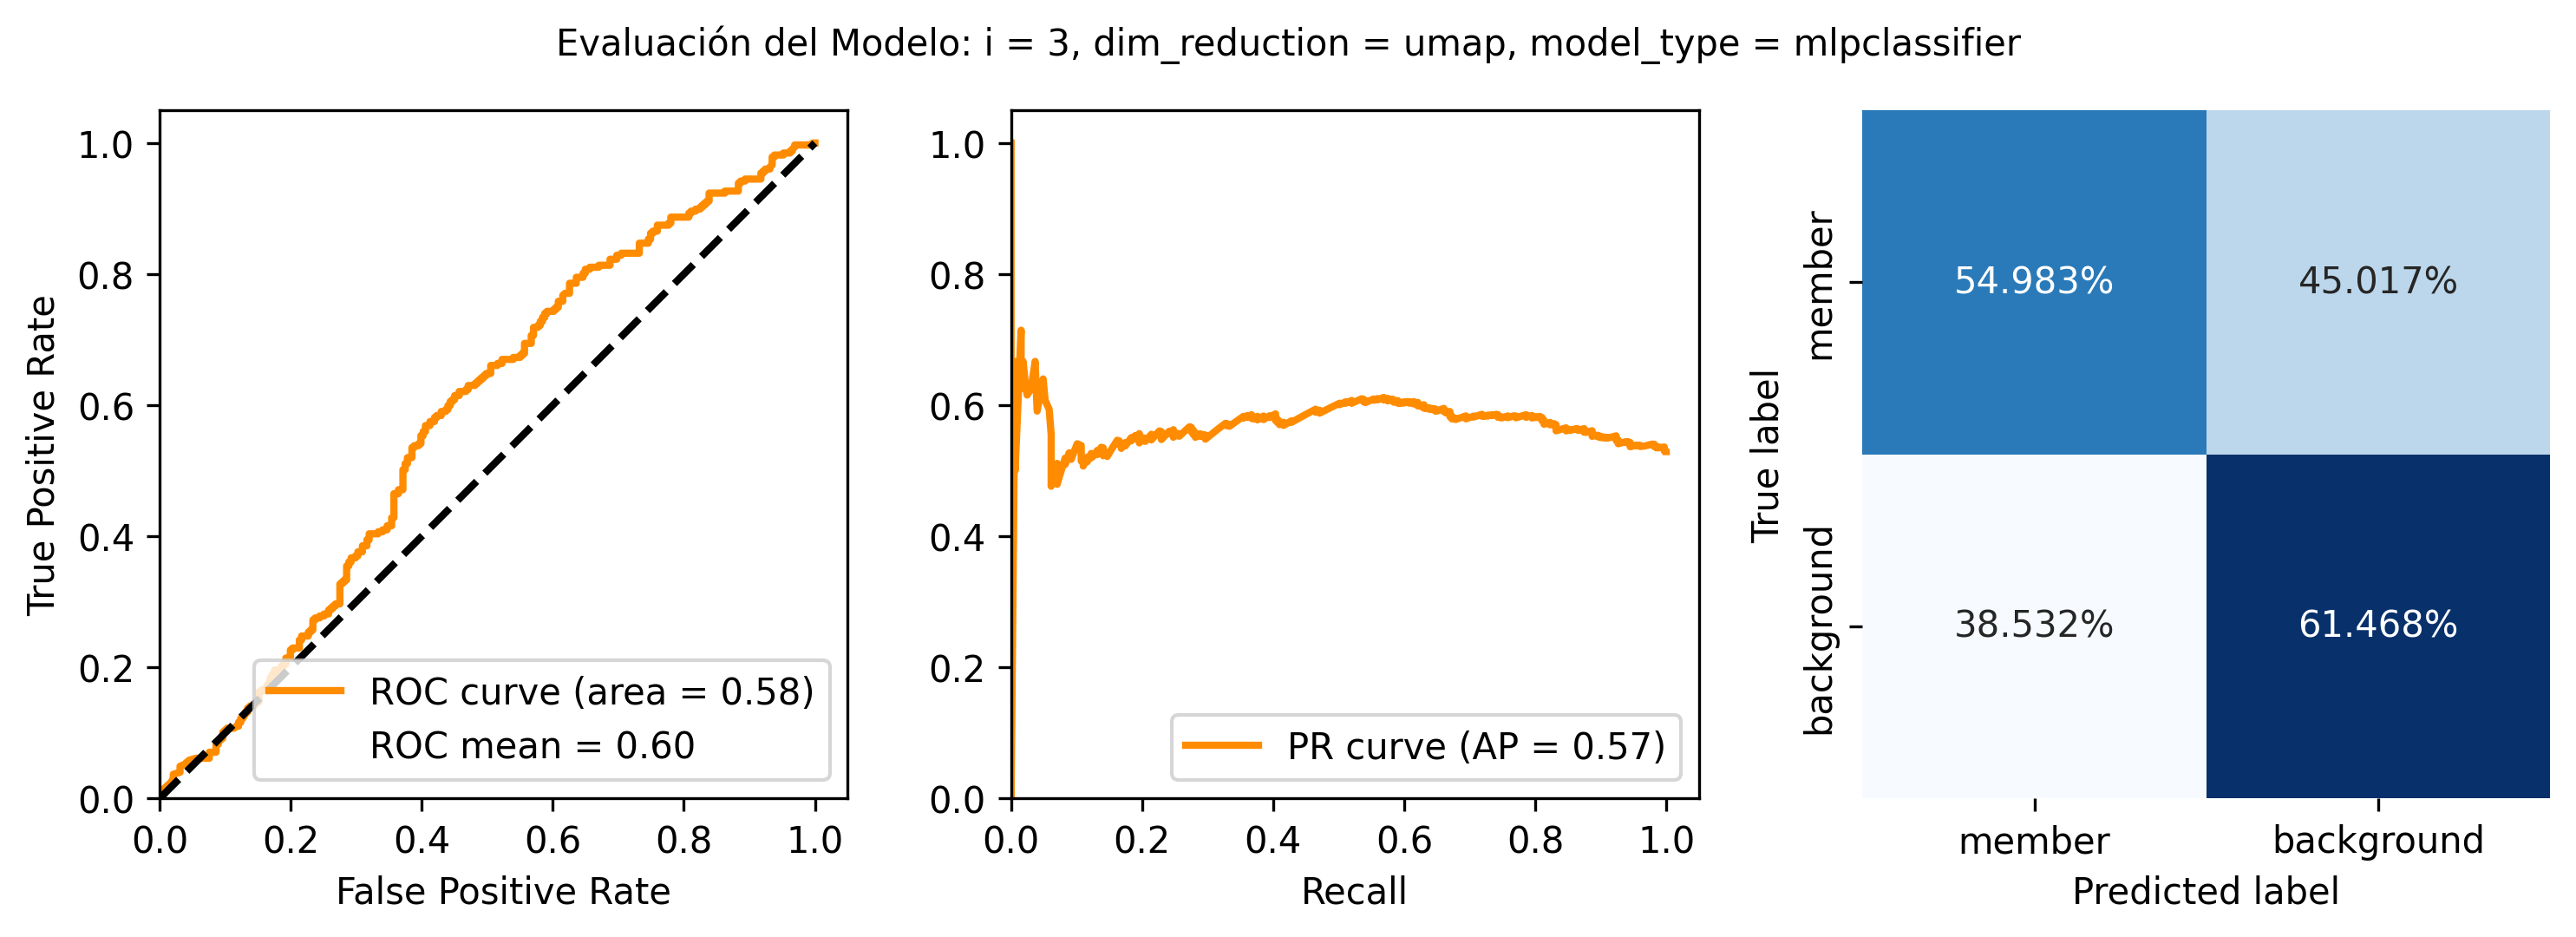 Evaluación del Modelo: i = 3, dim_reduction = umap, model_type = mlpclassifier
True Positive Rate
1.0
0.8
0.6
0.4
0.2
0.0
ROC curve (area = 0.58)
ROC mean = 0.60
0.0 0.2 0.4 0.6 0.8 1.0
False Positive Rate
1.0
0.8
0.6
0.4
0.2
0.0
PR curve (AP = 0.57)
0.0 0.2 0.4 0.6 0.8 1.0
Recall
True label
member
background
54.983% 45.017%
38.532% 61.468%
member background
Predicted label